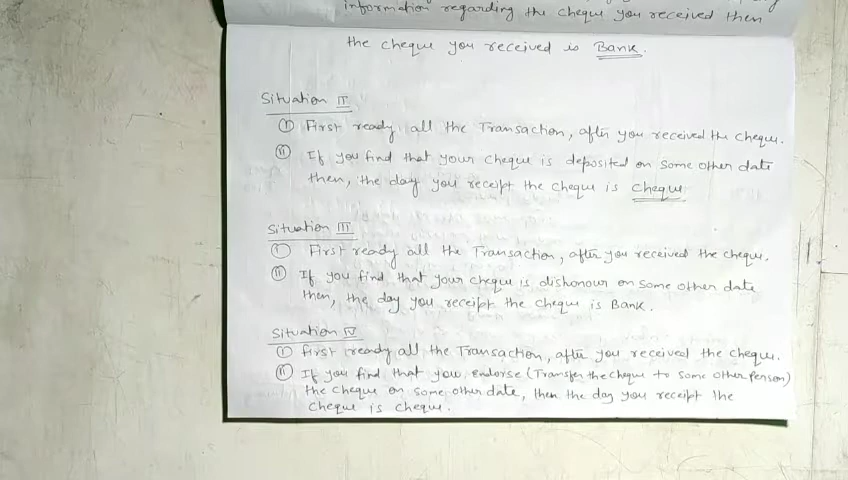 information regarding the cheque you received then
the cheque you received is Bank.
Situation II
(I) First ready all the Transaction, after you received the cheque.
(II) If you find that your cheque is deposited on some other date
then, the day you receipt the cheque is cheque
Situation III
(I) First ready all the Transaction, after you received the cheque.
(II) If you find that your cheque is dishonour on some other date
then, the day you receipt the cheque is Bank.
Situation IV
(I) First ready all the Transaction, after you received the cheque.
(II) If you find that you Endorse (Transfer the cheque to some other Person)
the cheque on some other date, then the day you receipt the
cheque is cheque.